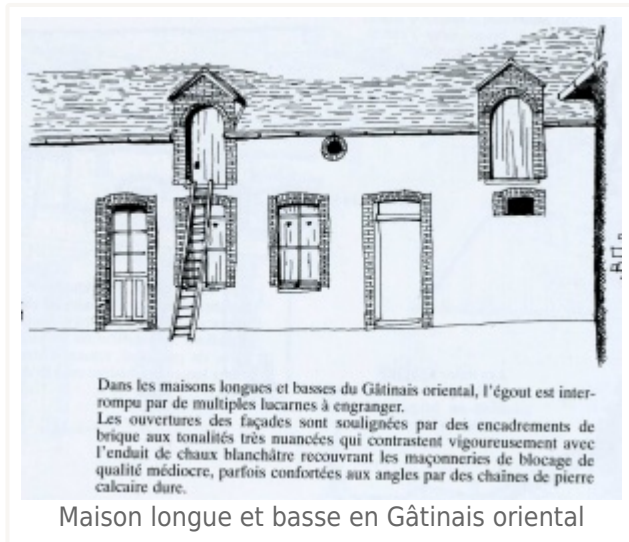 Dans les maisons longues et basses du Gâtinais oriental, l'égout est inter-
rompu par de multiples lucarnes à engranger.
Les ouvertures des façades sont soulignées par des encadrements de
brique aux tonalités très nuancées qui contrastent vigoureusement avec
l'enduit de chaux blanchâtre recouvrant les maçonneries de blocage de
qualité médiocre, parfois confortées aux angles par des chaînes de pierre
calcaire dure.
Maison longue et basse en Gâtinais oriental